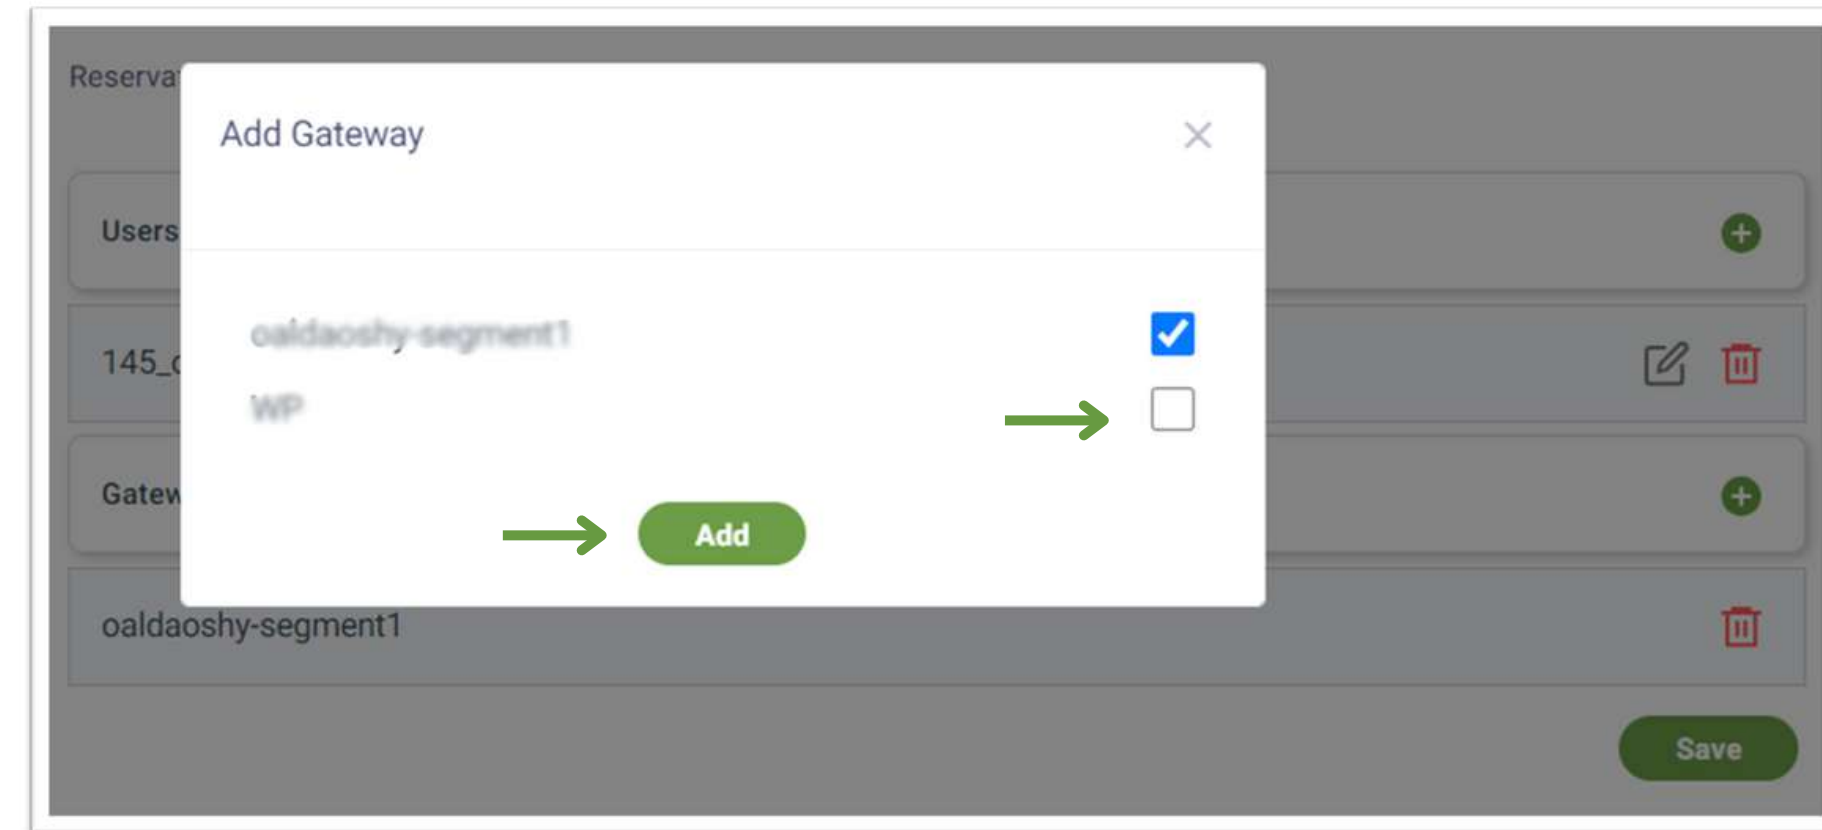 Reserva
Add Gateway
Users
oaldaoshy-segment1
145_
WP
Gatew
Add
oaldaoshy-segment1
Save